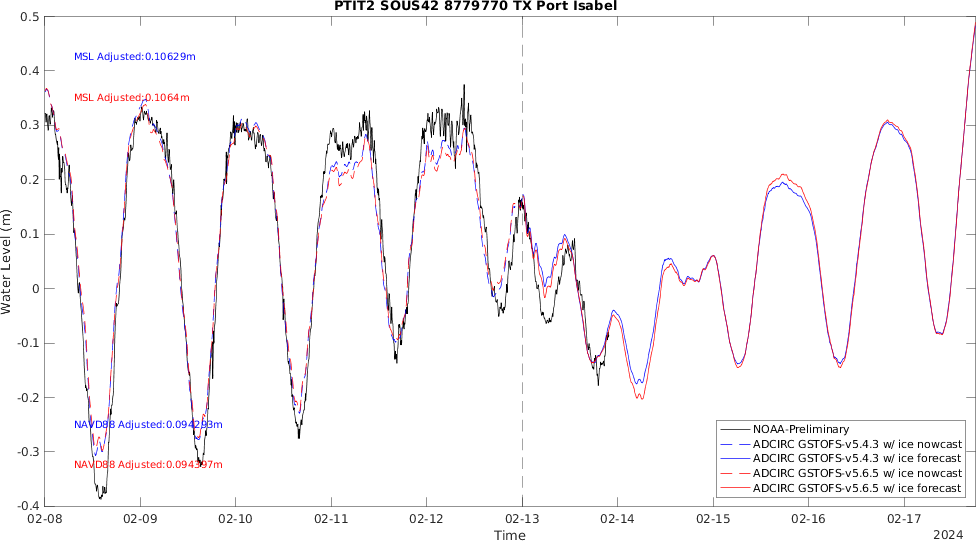 PTIT2 SOUS42 8779770 TX Port Isabel
0.5
0.4
0.3
0.2
0.1
0
-0.1
-0.2
-0.3
-0.4
Water Level (m)
MSL Adjusted:0.10629m
MSL Adjusted:0.1064m
NAVD88 Adjusted:0.094293m
NAVD88 Adjusted:0.094397m
NOAA-Preliminary
ADCIRC GSTOFS-v5.4.3 w/ ice nowcast
ADCIRC GSTOFS-v5.4.3 w/ ice forecast
ADCIRC GSTOFS-v5.6.5 w/ ice nowcast
ADCIRC GSTOFS-v5.6.5 w/ ice forecast
02-08 02-09 02-10 02-11 02-12 02-13 02-14 02-15 02-16 02-17
Time
2024